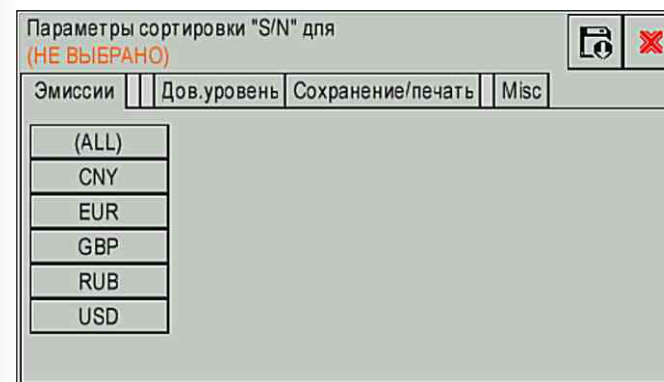 Параметры сортировки "S/N" для
(НЕ ВЫБРАНО)
Эмиссии Дов.уровень Сохранение/печать Misc
(ALL)
CNY
EUR
GBP
RUB
USD